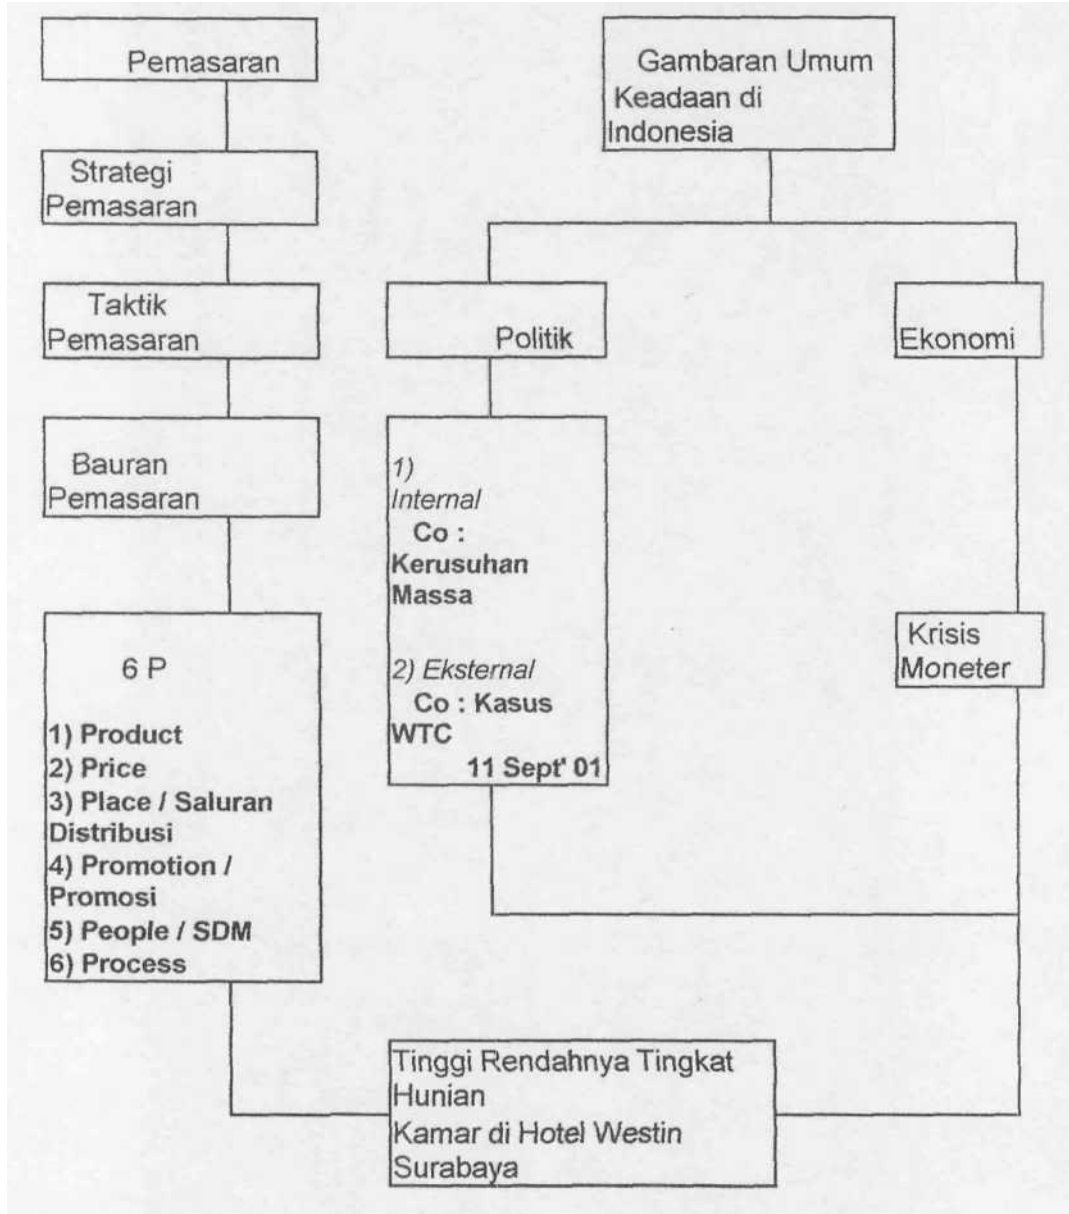 Pemasaran
Gambaran Umum
Keadaan di
Indonesia
Strategi
Pemasaran
Taktik
Pemasaran
Politik
Ekonomi
Bauran
Pemasaran
1)
Internal
Co :
Kerusuhan
Massa
2) Eksternal
Co : Kasus
WTC
11 Sept' 01
Krisis
Moneter
6 P
1) Product
2) Price
3) Place / Saluran
Distribusi
4) Promotion /
Promosi
5) People / SDM
6) Process
Tinggi Rendahnya Tingkat
Hunian
Kamar di Hotel Westin
Surabaya